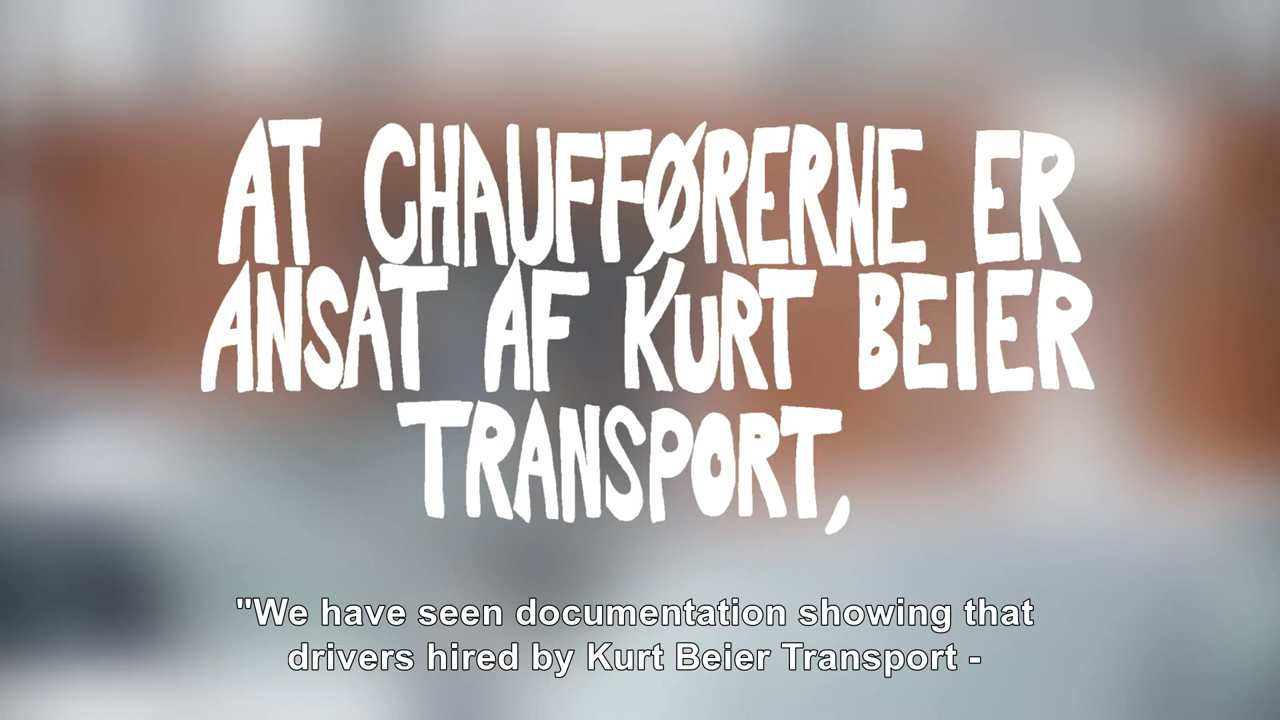 AT CHAUFFØRERNE ER
ANSAT AF KURT BEIER
TRANSPORT,
"We have seen documentation showing that
drivers hired by Kurt Beier Transport -